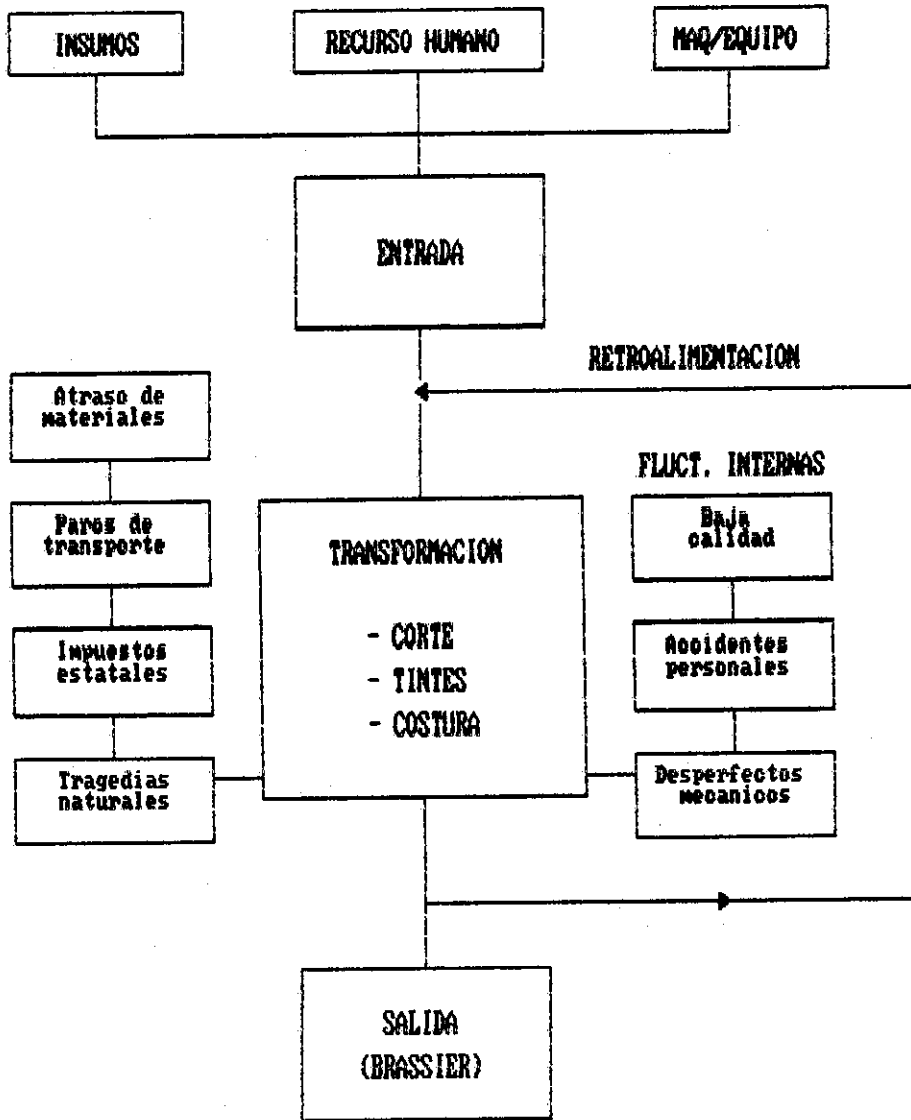 INSUMOS
RECURSO HUMANO
MAQ/EQUIPO
ENTRADA
RETROALIMENTACION
Atraso de
materiales
Paros de
transporte
Impuestos
estatales
Tragedias
naturales
TRANSFORMACION
- CORTE
- TINTES
- COSTURA
FLUCT. INTERNAS
Baja
calidad
Accidentes
personales
Desperfectos
mecanicos
SALIDA
(BRASSIER)